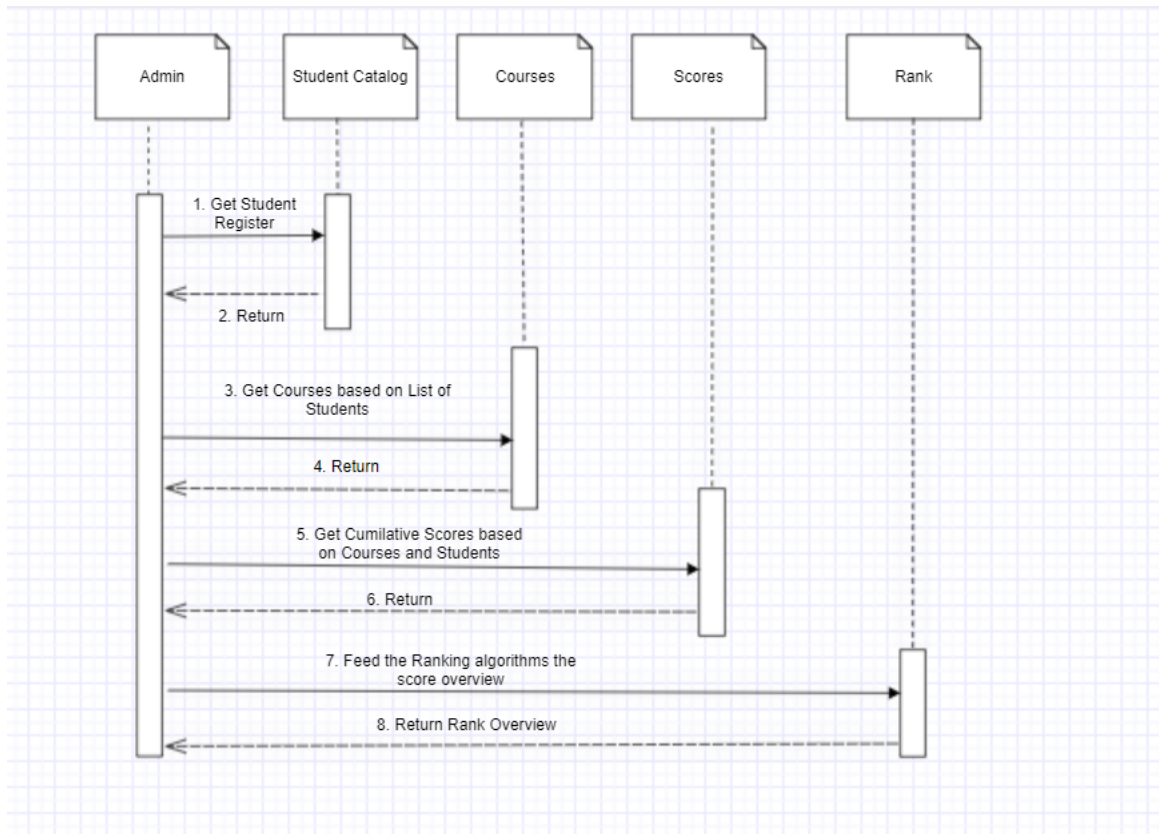 Admin
Student Catalog
Courses
Scores
Rank
1. Get Student
Register
2. Return
3. Get Courses based on List of
Students
4. Return
5. Get Cumilative Scores based
on Courses and Students
6. Return
7. Feed the Ranking algorithms the
score overview
8. Return Rank Overview